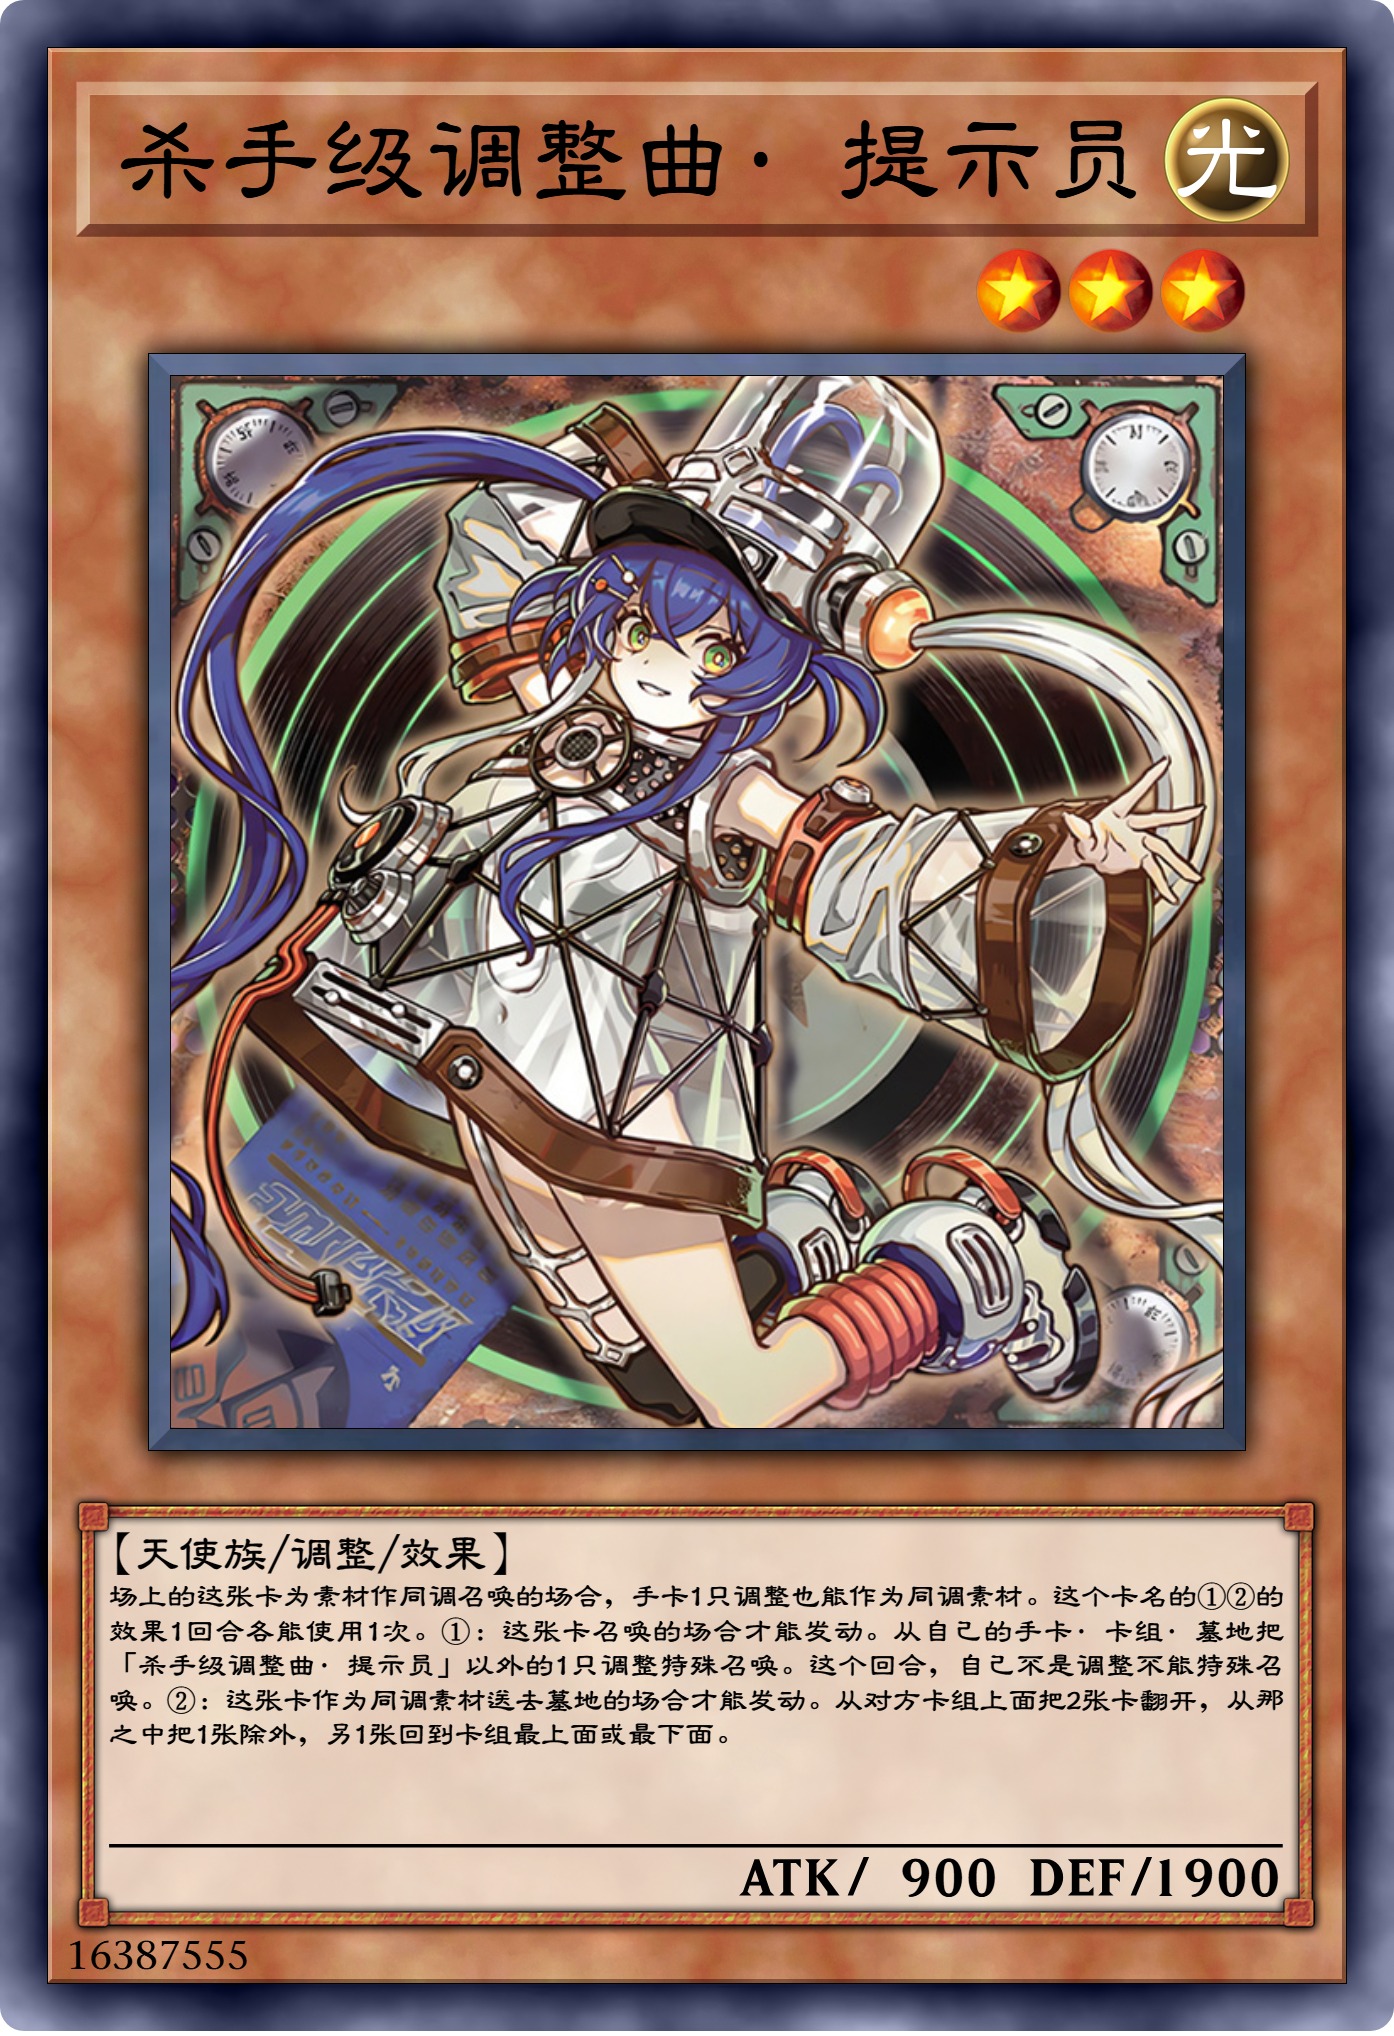 杀手级调整曲·提示员
光
【天使族/调整/效果】
场上的这张卡为素材作同调召唤的场合，手卡1只调整也能作为同调素材。这个卡名的①②的
效果1回合各能使用1次。①：这张卡召唤的场合才能发动。从自己的手卡·卡组·墓地把
「杀手级调整曲·提示员」以外的1只调整特殊召唤。这个回合，自己不是调整不能特殊召
唤。②：这张卡作为同调素材送去墓地的场合才能发动。从对方卡组上面把2张卡翻开，从那
之中把1张除外，另1张回到卡组最上面或最下面。
ATK/ 900 DEF/1900
16387555